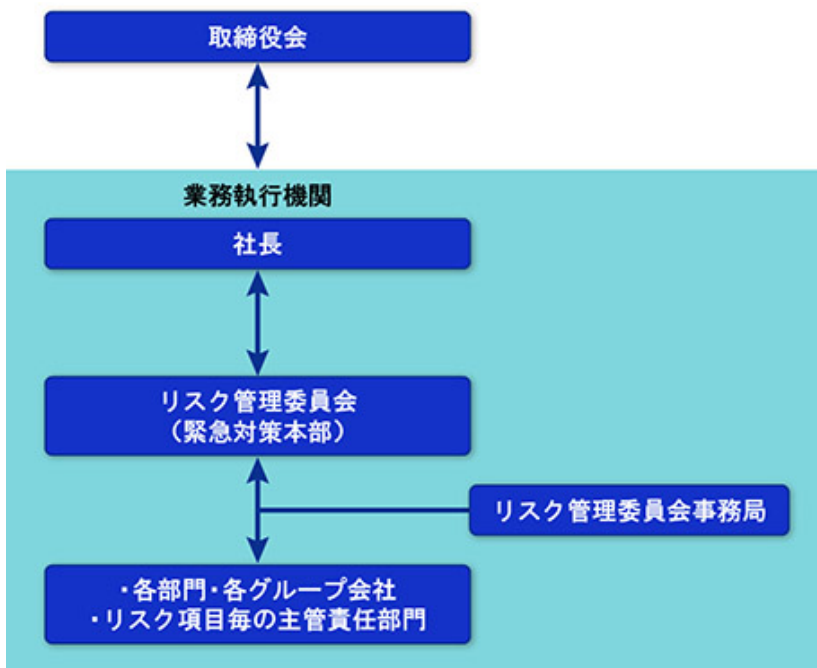 取締役会
業務執行機関
社長
リスク管理委員会
（緊急対策本部）
リスク管理委員会事務局
・各部門・各グループ会社
・リスク項目毎の主管責任部門